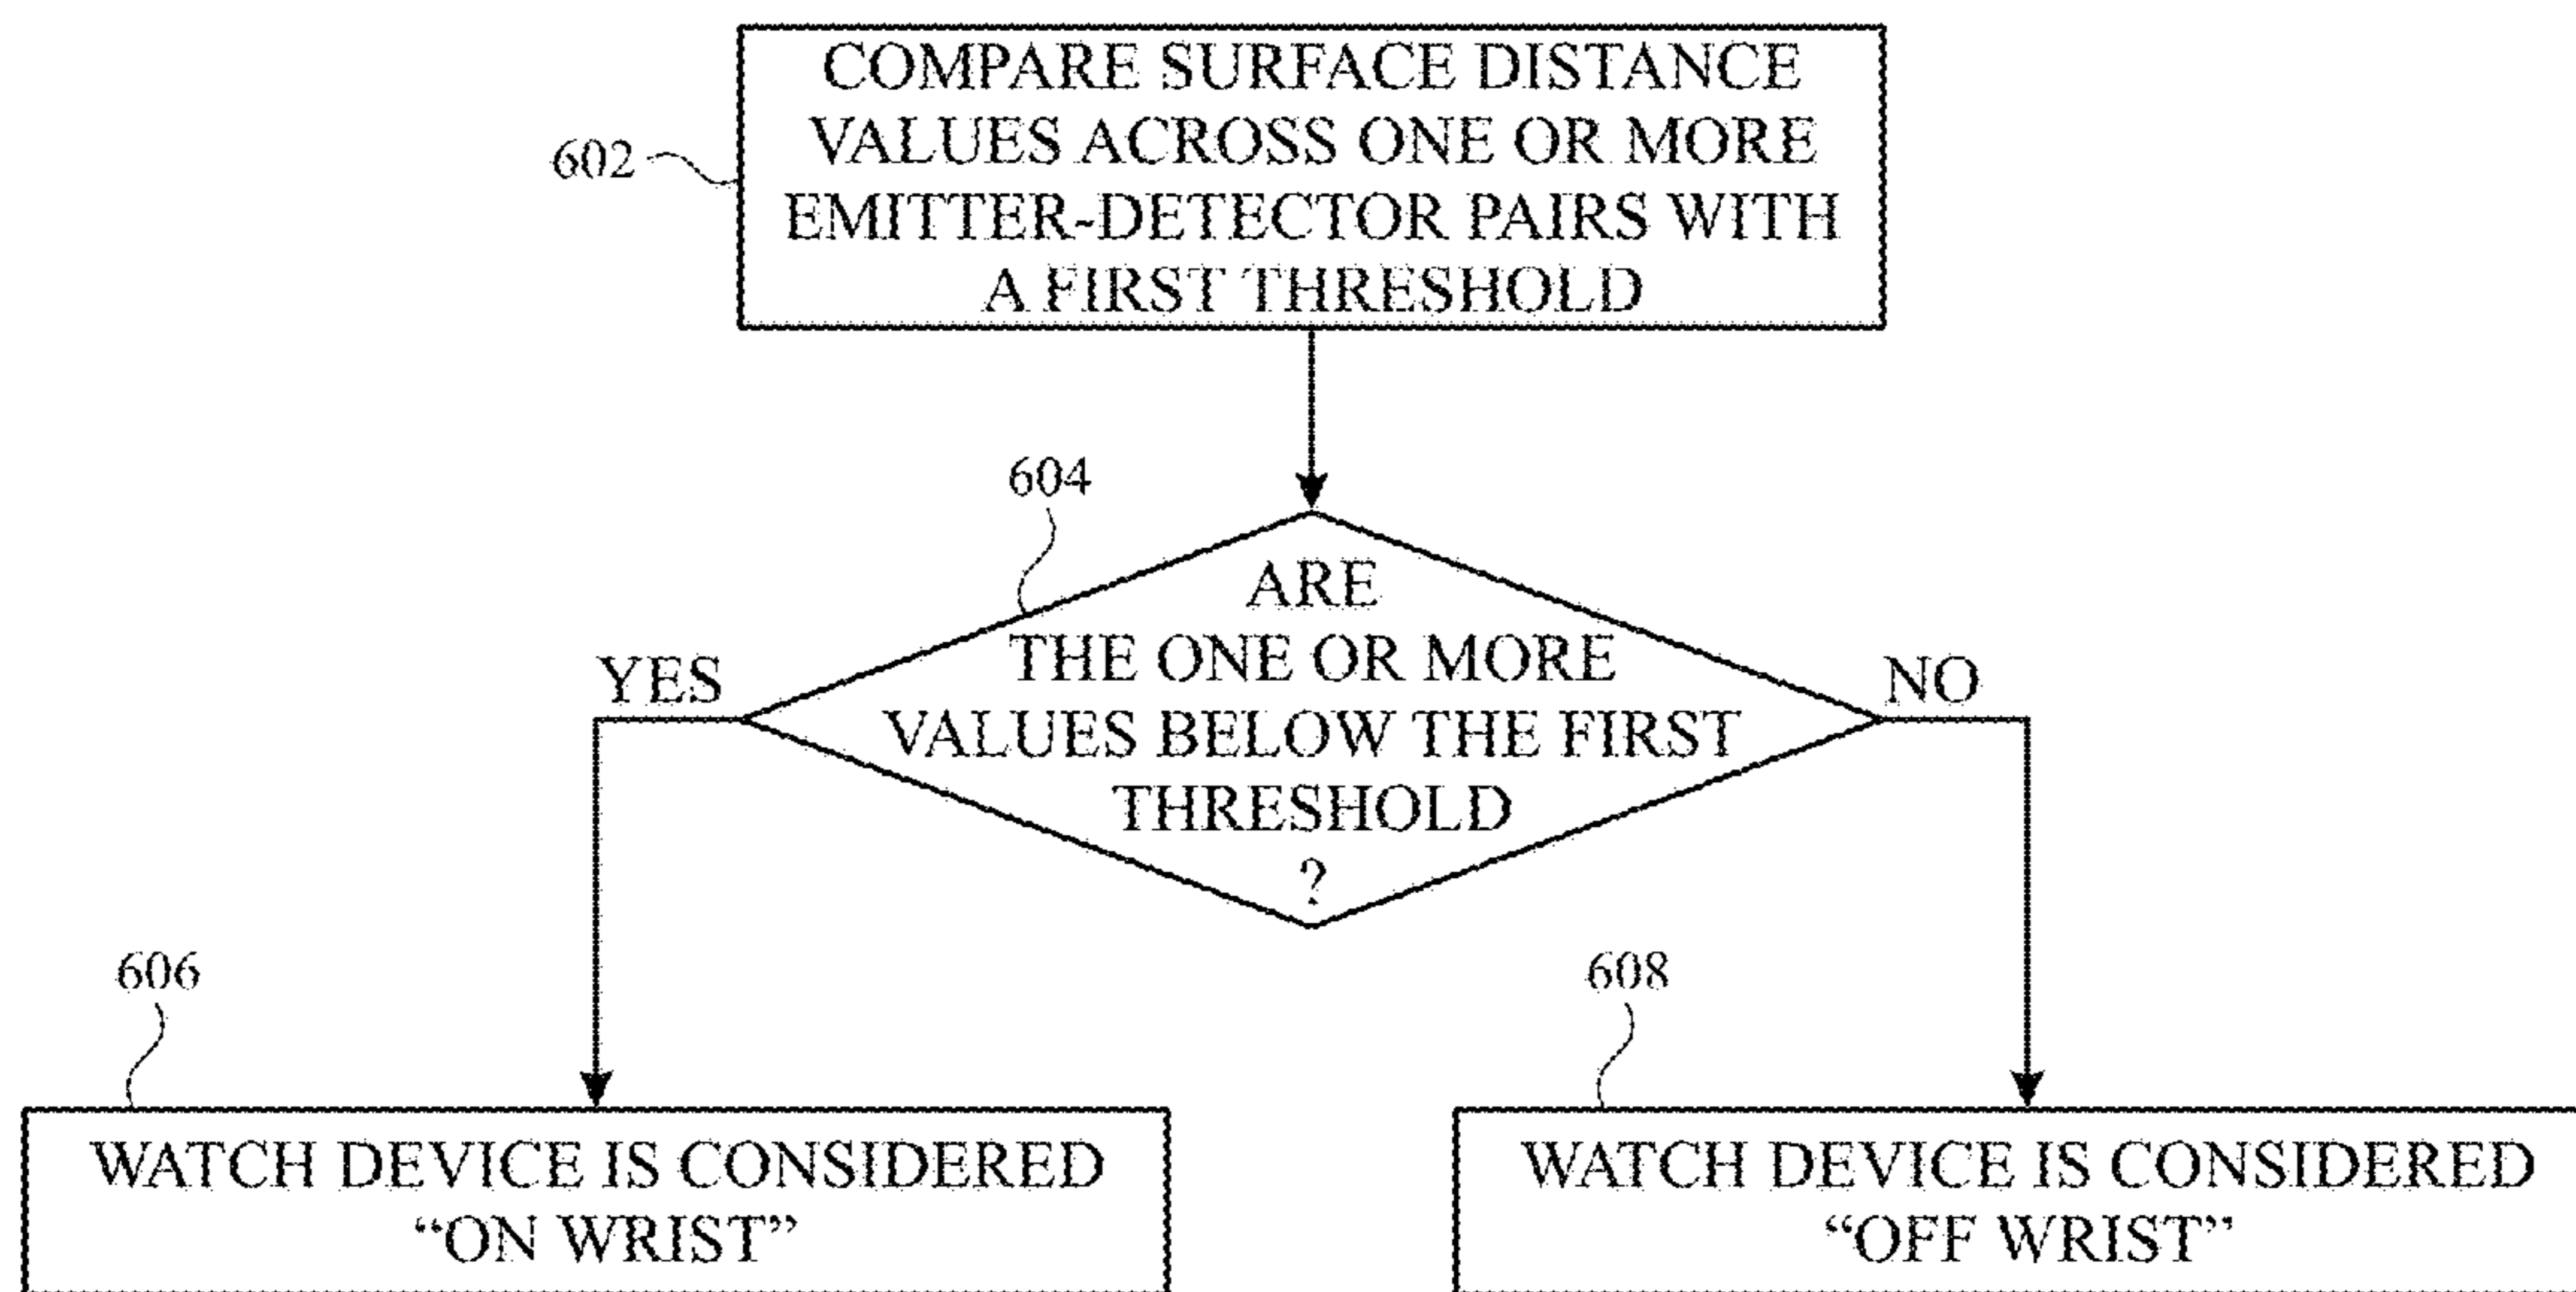 COMPARE SURFACE DISTANCE
VALUES ACROSS ONE OR MORE
EMITTER-DETECTOR PAIRS WITH
A FIRST THRESHOLD
602
604
ARE
THE ONE OR MORE
VALUES BELOW THE FIRST
THRESHOLD
?
YES
NO
606
WATCH DEVICE IS CONSIDERED
“ON WRIST”
608
WATCH DEVICE IS CONSIDERED
“OFF WRIST”